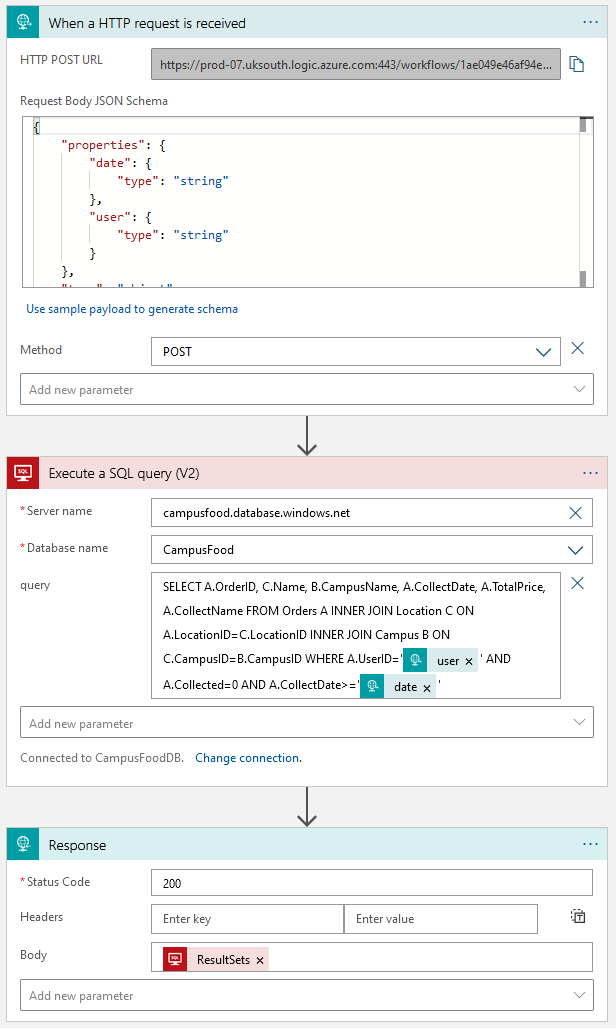 When a HTTP request is received
...
HTTP POST URL
https://prod-07.uksouth.logic.azure.com:443/workflows/1ae049e46af94e...
Request Body JSON Schema
{
"properties": {
"date": {
"type": "string"
},
"user": {
"type": "string"
}
},
Use sample payload to generate schema
Method
POST
Add new parameter
SQL
Execute a SQL query (V2)
...
* Server name
campusfood.database.windows.net
* Database name
CampusFood
query
SELECT A.OrderID, C.Name, B.CampusName, A.CollectDate, A.TotalPrice,
A.CollectName FROM Orders A INNER JOIN Location C ON
A.LocationID=C.LocationID INNER JOIN Campus B ON
C.CampusID=B.CampusID WHERE A.UserID=' user × ' AND
A.Collected=0 AND A.CollectDate>=' date × '
Add new parameter
Connected to CampusFoodDB. Change connection.
Response
...
* Status Code
200
Headers
Enter key
Enter value
Body
SQL ResultSets ×
Add new parameter